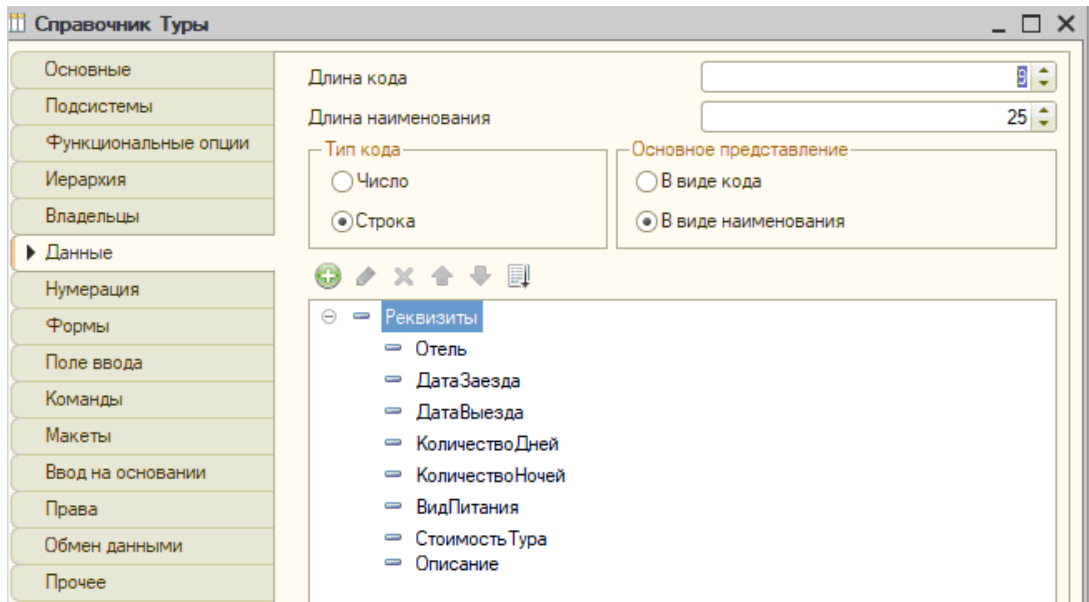 Справочник Туры
Основные
Подсистемы
Функциональные опции
Иерархия
Владельцы
Данные
Нумерация
Формы
Поле ввода
Команды
Макеты
Ввод на основании
Права
Обмен данными
Прочее
Длина кода 9
Длина наименования 25
Тип кода
Число
Строка
Основное представление
В виде кода
В виде наименования
Реквизиты
Отель
ДатаЗаезда
ДатаВыезда
КоличествоДней
КоличествоНочей
ВидПитания
СтоимостьТура
Описание